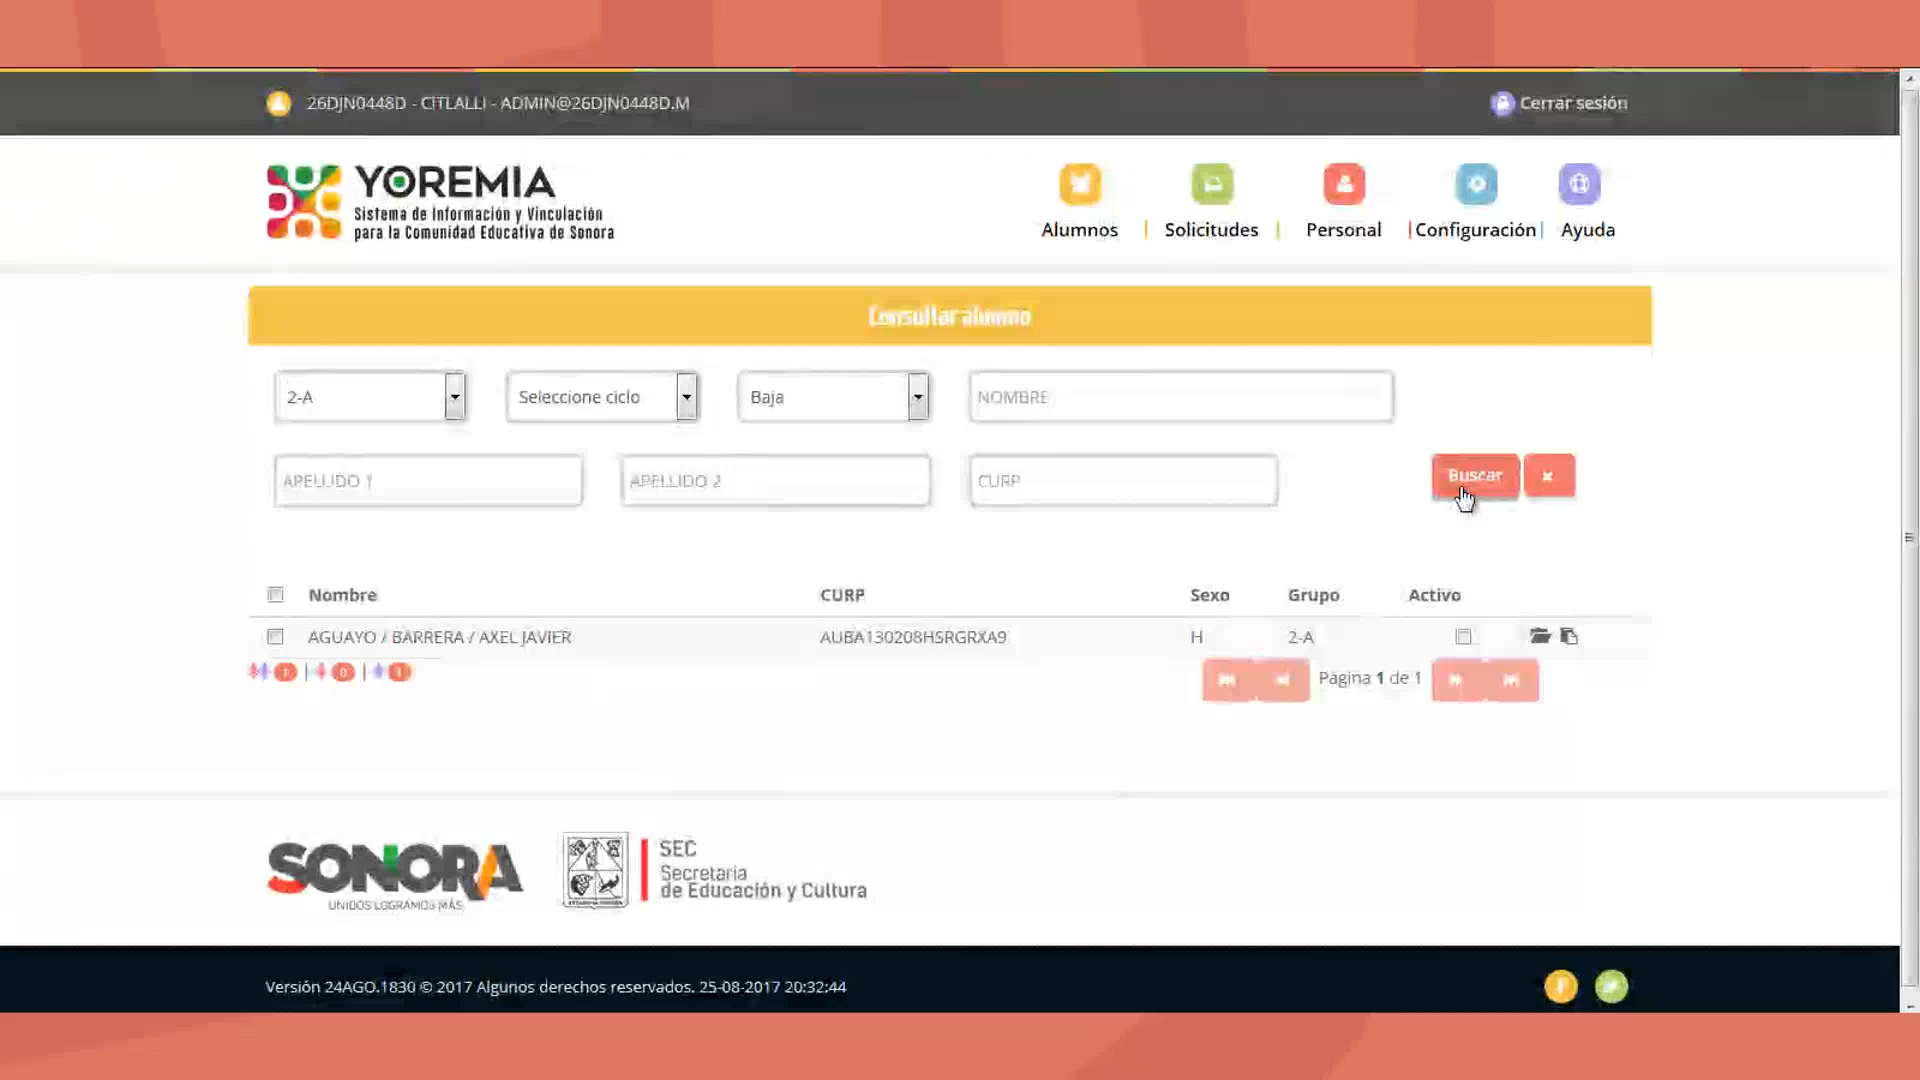 26DJN0448D - CITLALLI - ADMIN@26DJN0448D.M
Cerrar sesión
YOREMIA
Sistema de Información y Vinculación
para la Comunidad Educativa de Sonora
Alumnos
Solicitudes
Personal
Configuración
Ayuda
Consultar alumno
2-A
Seleccione ciclo
Baja
NOMBRE
APELLIDO 1
APELLIDO 2
CURP
Buscar
Nombre CURP Sexo Grupo Activo
AGUAYO / BARRERA / AXEL JAVIER AUBA130208HSRGRXA9 H 2-A
1 | 0 | 1
Página 1 de 1
SONORA
UNIDOS LOGRAMOS MÁS
SEC
Secretaría
de Educación y Cultura
Versión 24AGO.1830 © 2017 Algunos derechos reservados. 25-08-2017 20:32:44